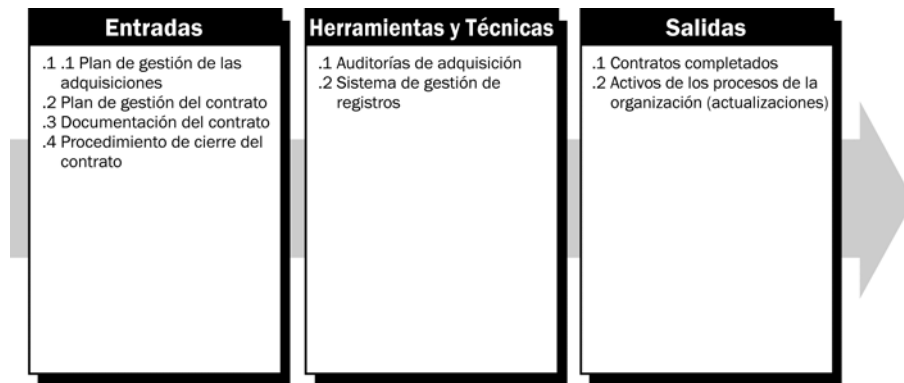 Entradas
.1 .1 Plan de gestión de las
adquisiciones
.2 Plan de gestión del contrato
.3 Documentación del contrato
.4 Procedimiento de cierre del
contrato
Herramientas y Técnicas
.1 Auditorías de adquisición
.2 Sistema de gestión de
registros
Salidas
.1 Contratos completados
.2 Activos de los procesos de la
organización (actualizaciones)